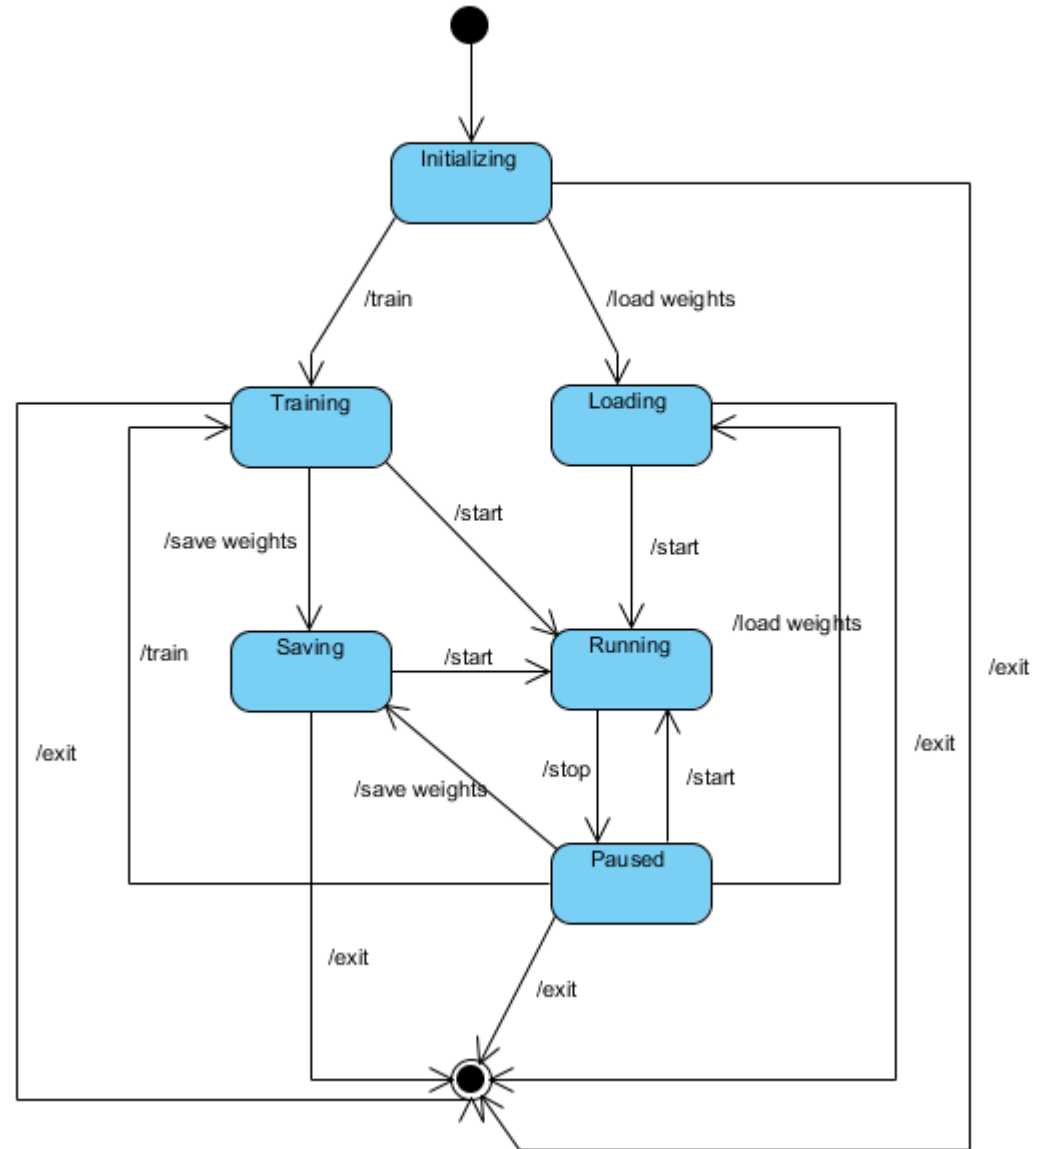 Initializing
/train
/load weights
Training
Loading
/start
/save weights
/start
/load weights
Saving
Running
/train
/start
/exit
/exit
/exit
/stop
/start
/save weights
Paused
/exit
/exit